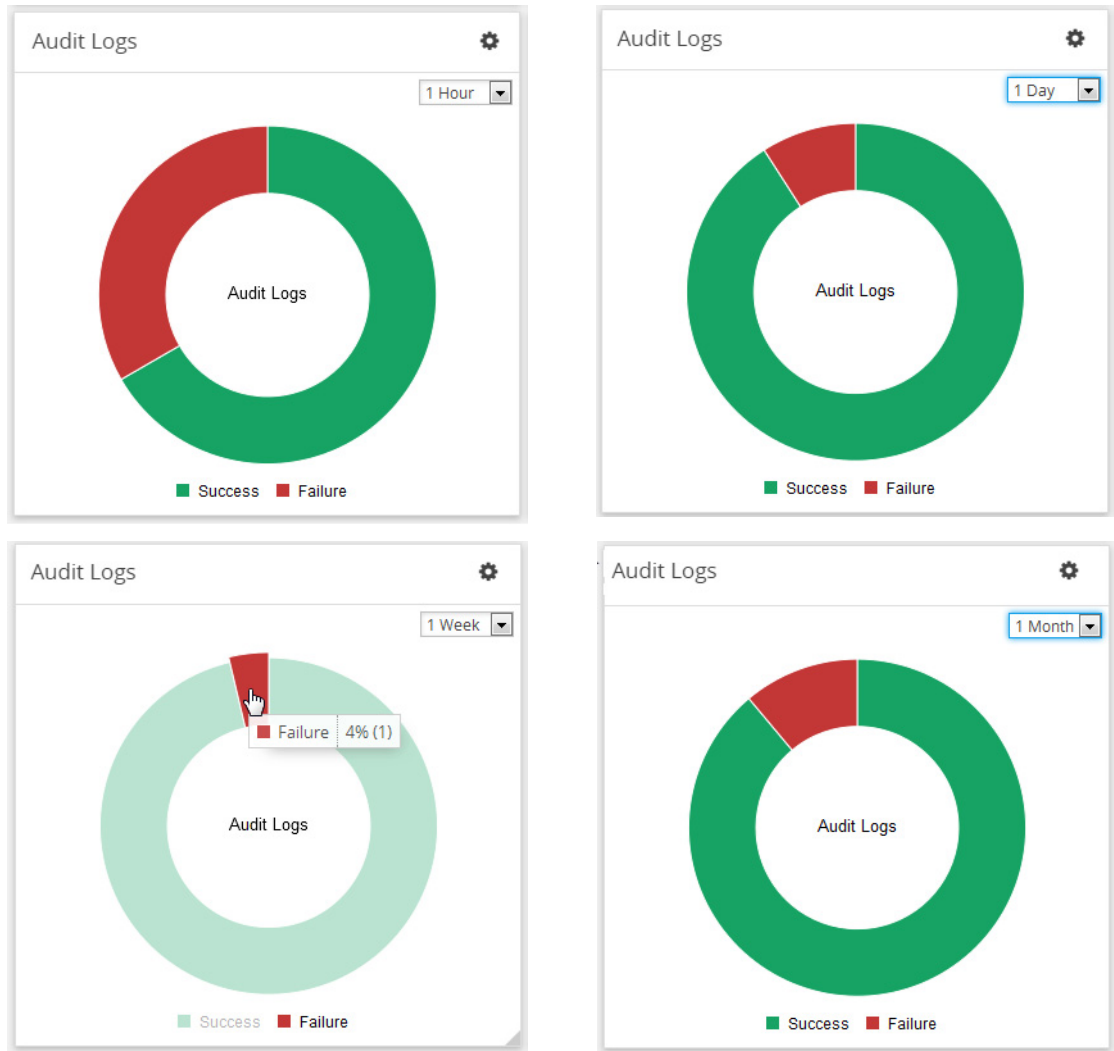 Audit Logs
1 Hour
Audit Logs
Success Failure
Audit Logs
1 Day
Audit Logs
Success Failure
Audit Logs
1 Week
Failure 4% (1)
Audit Logs
Success Failure
Audit Logs
1 Month
Audit Logs
Success Failure